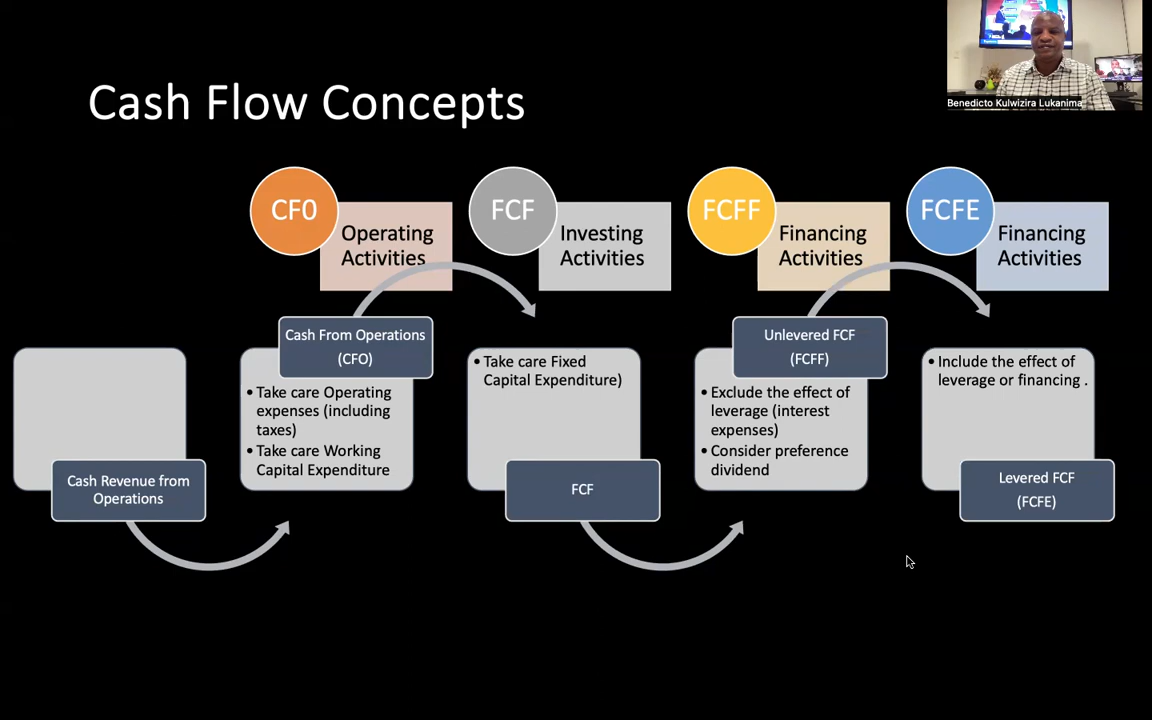 Benedicto Kulwizira Lukanima
Cash Flow Concepts
CF0
Operating
Activities
FCF
Investing
Activities
FCFF
Financing
Activities
FCFE
Financing
Activities
Cash Revenue from
Operations
Cash From Operations
(CFO)
• Take care Operating
expenses (including
taxes)
• Take care Working
Capital Expenditure
• Take care Fixed
Capital Expenditure)
FCF
Unlevered FCF
(FCFF)
• Exclude the effect of
leverage (interest
expenses)
• Consider preference
dividend
• Include the effect of
leverage or financing .
Levered FCF
(FCFE)